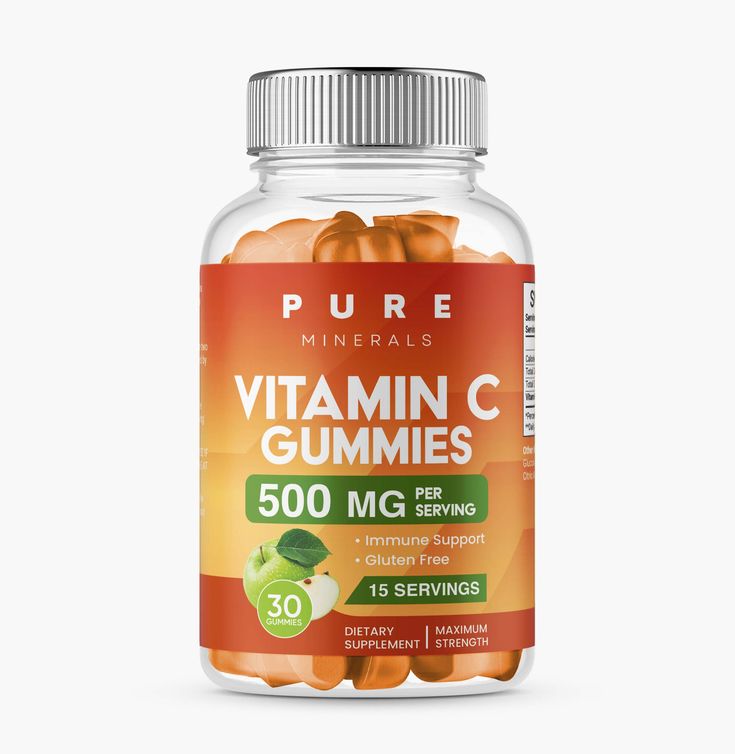 PURE
MINERALS
VITAMIN C
GUMMIES
500 MG PER
SERVING
• Immune Support
• Gluten Free
15 SERVINGS
30
GUMMIES
DIETARY
SUPPLEMENT
MAXIMUM
STRENGTH